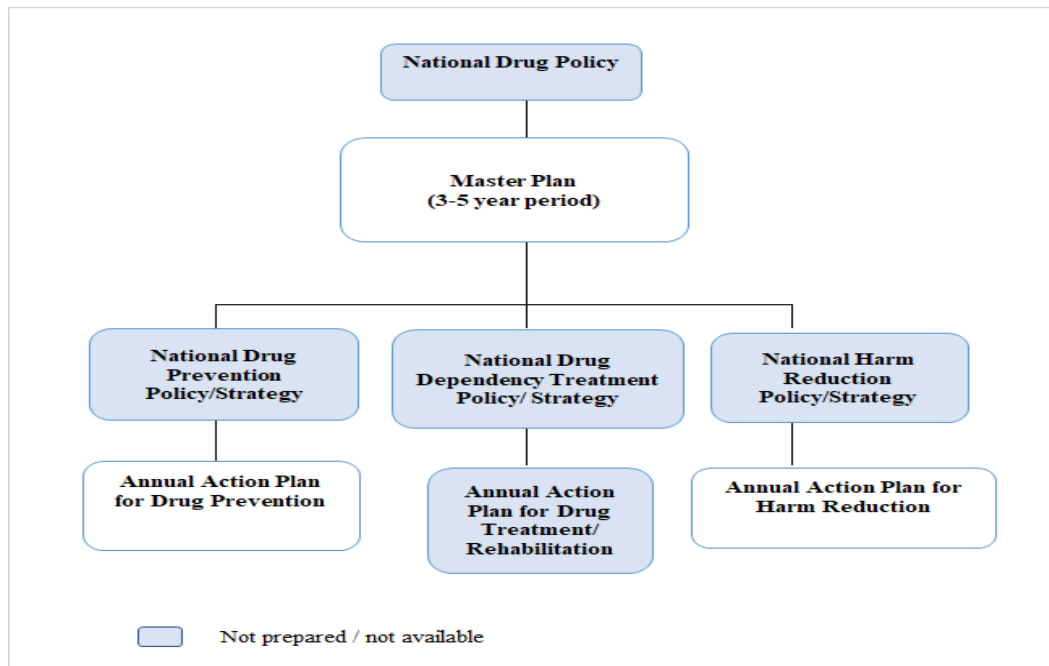 National Drug Policy
Master Plan
(3-5 year period)
National Drug
Prevention
Policy/Strategy
National Drug
Dependency Treatment
Policy/ Strategy
National Harm
Reduction
Policy/Strategy
Annual Action Plan
for Drug Prevention
Annual Action
Plan for Drug
Treatment/
Rehabilitation
Annual Action Plan for
Harm Reduction
Not prepared / not available